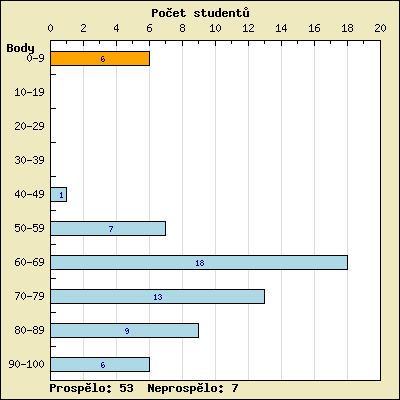 Počet studentů
0 2 4 6 8 10 12 14 16 18 20
Body
0-9 6
10-19
20-29
30-39
40-49 1
50-59 7
60-69 18
70-79 13
80-89 9
90-100 6
Prospělo: 53 Neprospělo: 7